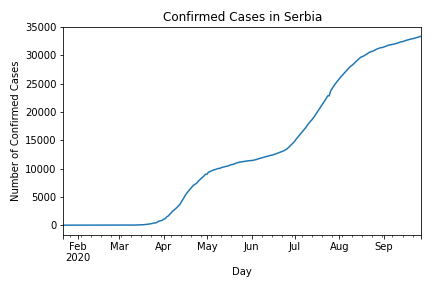 Confirmed Cases in Serbia
35000
30000
25000
20000
15000
10000
5000
0
Number of Confirmed Cases
Feb Mar Apr May Jun Jul Aug Sep
2020
Day